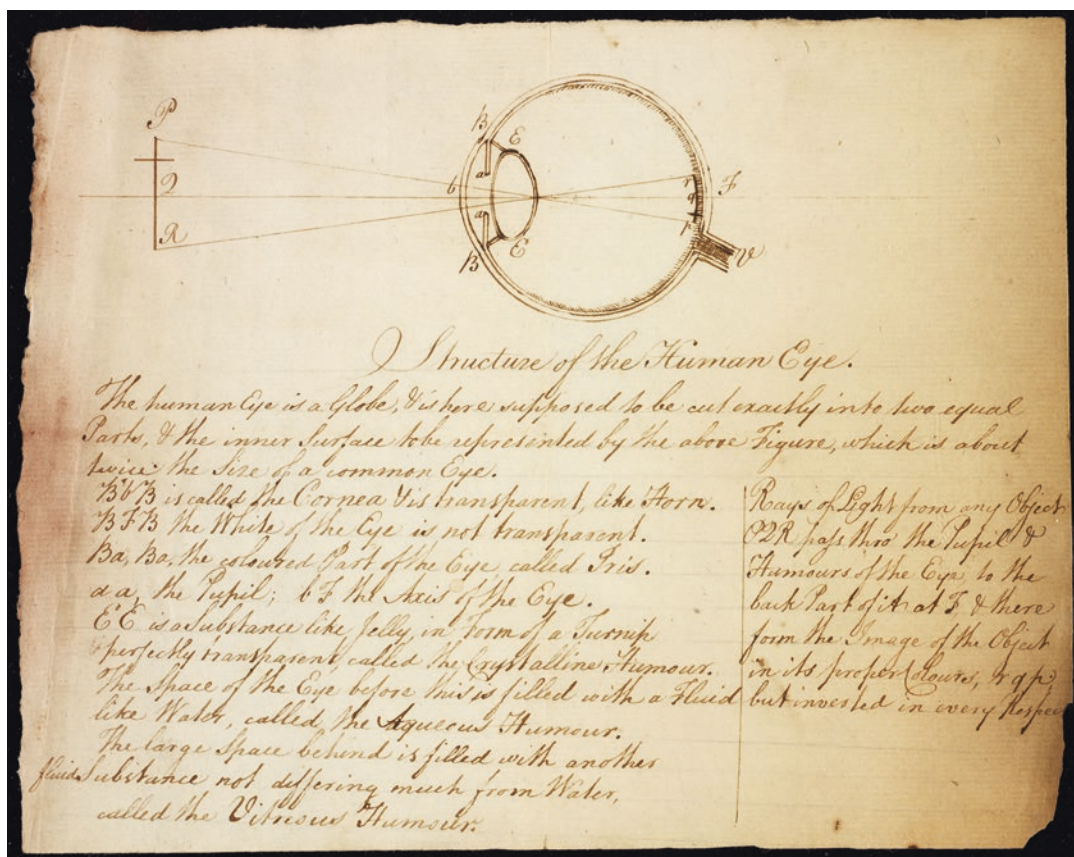 P
Q
R
B
E
a
b
a
E
B
r
q
p
F
V
Structure of the Human Eye.
The human Eye is a Globe, & is here supposed to be cut exactly into two equal
Parts, & the inner Surface to be represented by the above Figure, which is about
twice the Size of a common Eye.
B b B is called the Cornea & is transparent, like Horn.
B F B the White of the Eye is not transparent.
Ba, Ba, the coloured Part of the Eye called Iris.
a a, the Pupil; b F the Axis of the Eye.
E E is a Substance like Jelly, in Form of a Turnip
perfectly transparent, called the Crystalline Humour.
The Space of the Eye before this is filled with a Fluid
like Water, called the Aqueous Humour.
The large Space behind is filled with another
fluid Substance not differing much from Water,
called the Vitreous Humour.
Rays of Light from any Object
PQR pass thro' the Pupil &
Humours of the Eye, to the
back Part of it at F & there
form the Image of the Object
in its proper Colours, r q p
but inverted in every Respec